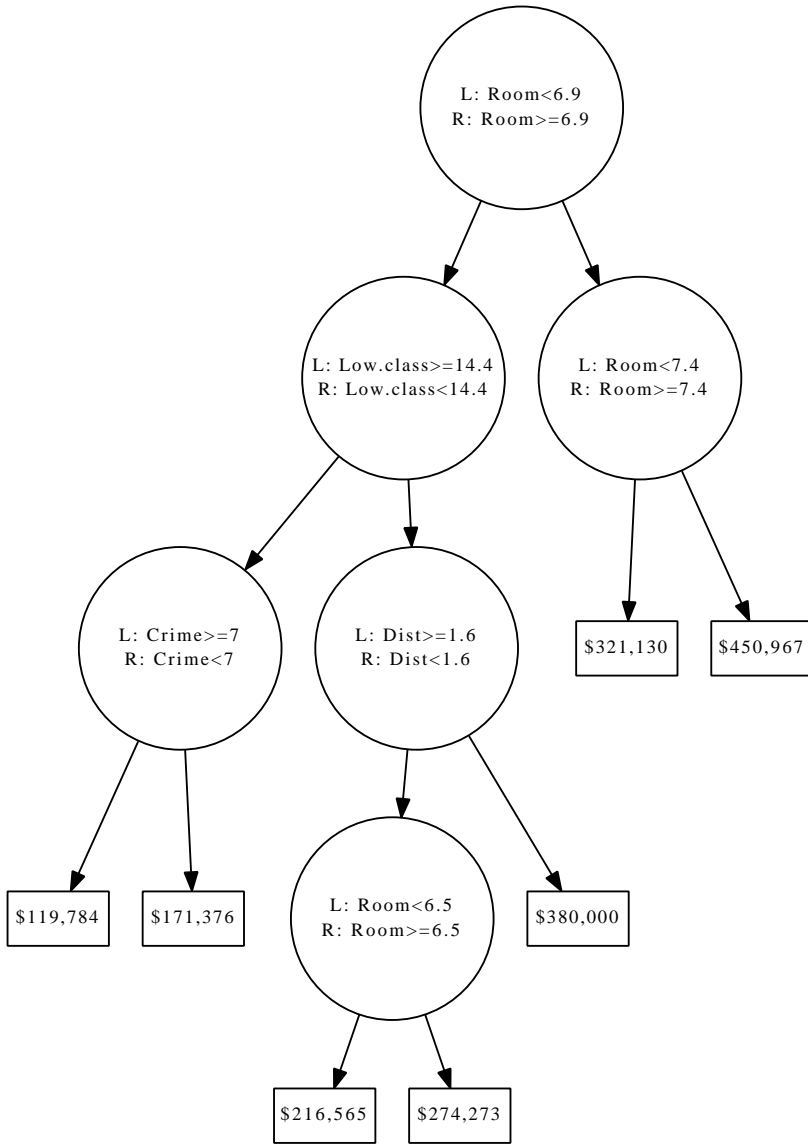 L: Room<6.9
R: Room>=6.9
L: Low.class>=14.4
R: Low.class<14.4
L: Room<7.4
R: Room>=7.4
L: Crime>=7
R: Crime<7
L: Dist>=1.6
R: Dist<1.6
$321,130
$450,967
$119,784
$171,376
L: Room<6.5
R: Room>=6.5
$380,000
$216,565
$274,273